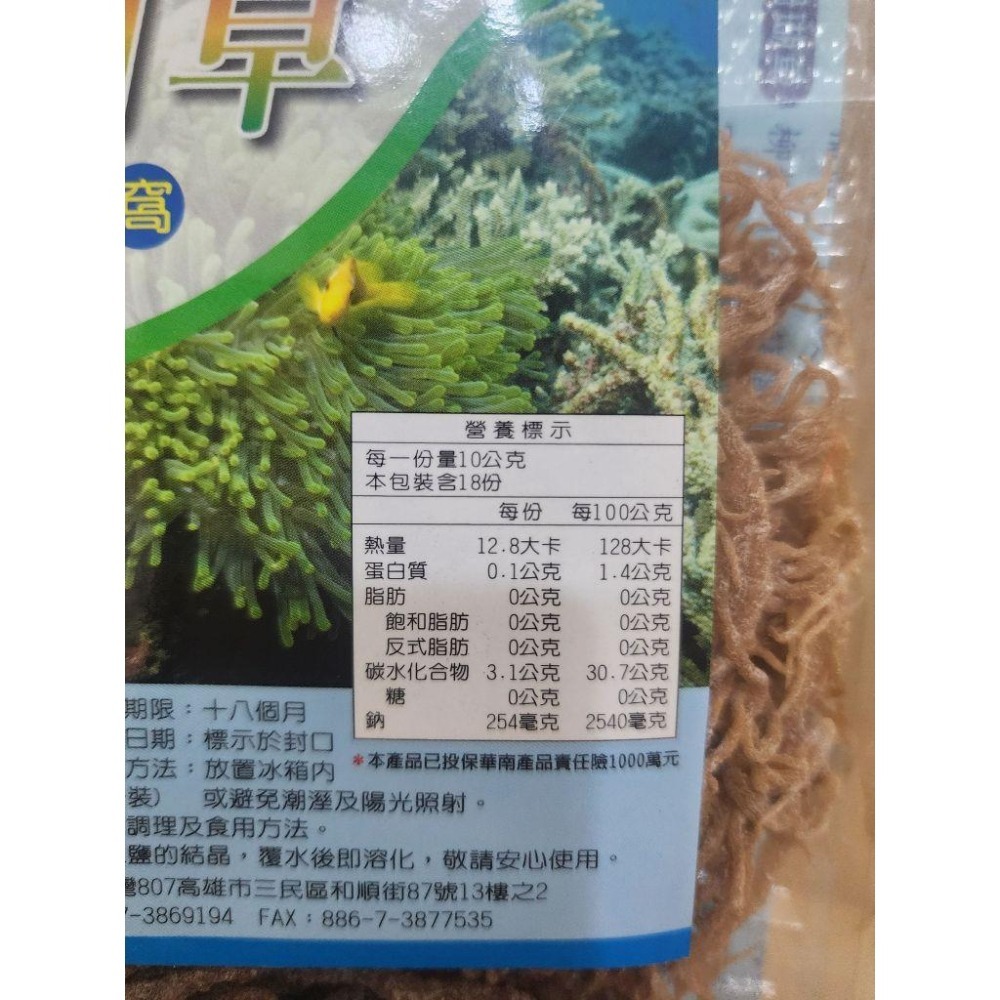 草
窩
營養標示
每一份量10公克
本包裝含18份
每份 每100公克
熱量 12.8大卡 128大卡
蛋白質 0.1公克 1.4公克
脂肪 0公克 0公克
飽和脂肪 0公克 0公克
反式脂肪 0公克 0公克
碳水化合物 3.1公克 30.7公克
糖 0公克 0公克
鈉 254毫克 2540毫克
*本產品已投保華南產品責任險1000萬元
期限：十八個月
日期：標示於封口
方法：放置冰箱內
裝） 或避免潮溼及陽光照射。
調理及食用方法。
鹽的結晶，覆水後即溶化，敬請安心使用。
灣807高雄市三民區和順街87號13樓之2
7-3869194 FAX：886-7-3877535